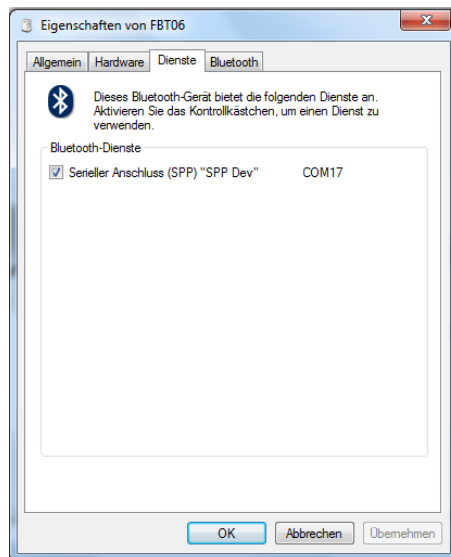 Eigenschaften von FBT06
Allgemein Hardware Dienste Bluetooth
Dieses Bluetooth-Gerät bietet die folgenden Dienste an.
Aktivieren Sie das Kontrollkästchen, um einen Dienst zu
verwenden.
Bluetooth-Dienste
Serieller Anschluss (SPP) "SPP Dev" COM17
OK Abbrechen Übernehmen